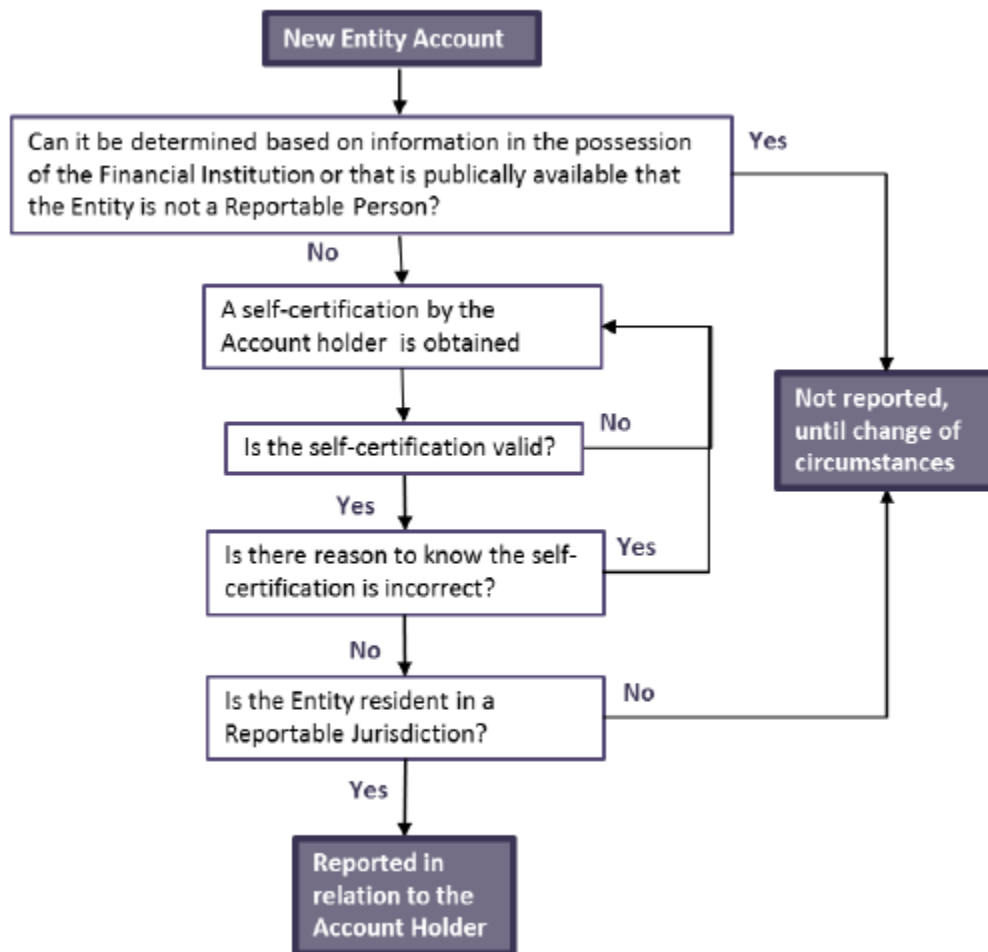 New Entity Account
Can it be determined based on information in the possession
of the Financial Institution or that is publically available that
the Entity is not a Reportable Person?
Yes
No
A self-certification by the
Account holder is obtained
Not reported,
until change of
circumstances
Is the self-certification valid?
No
Yes
Is there reason to know the self-
certification is incorrect?
Yes
No
Is the Entity resident in a
Reportable Jurisdiction?
No
Yes
Reported in
relation to the
Account Holder